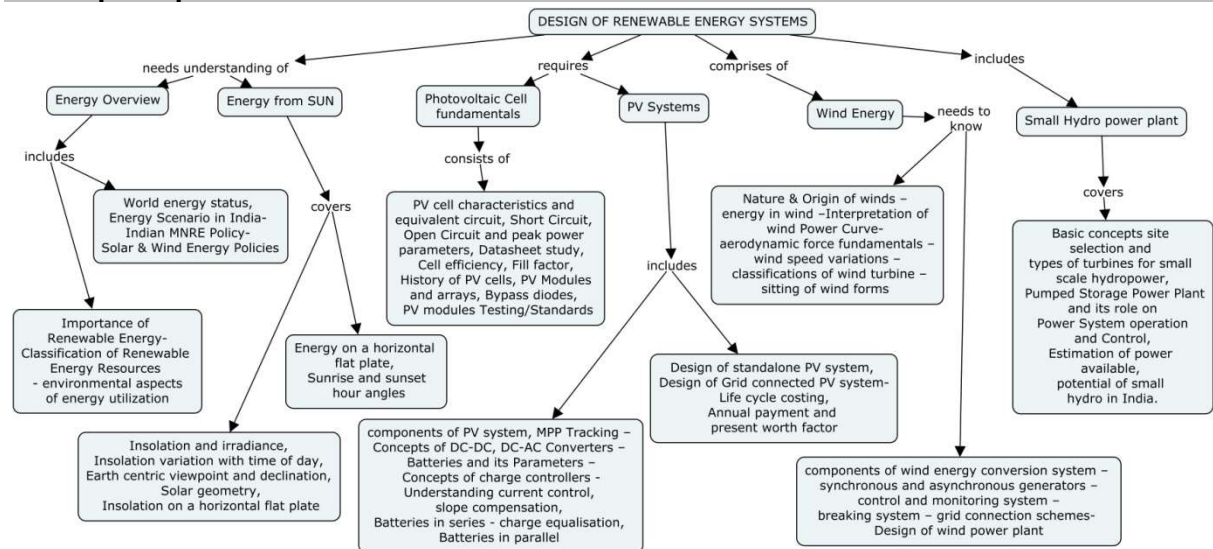 DESIGN OF RENEWABLE ENERGY SYSTEMS
needs understanding of
requires
comprises of
includes
Energy Overview
Energy from SUN
Photovoltaic Cell
fundamentals
PV Systems
Wind Energy
needs to
know
Small Hydro power plant
includes
World energy status,
Energy Scenario in India-
Indian MNRE Policy-
Solar & Wind Energy Policies
Importance of
Renewable Energy-
Classification of Renewable
Energy Resources
- environmental aspects
of energy utilization
covers
Energy on a horizontal
flat plate,
Sunrise and sunset
hour angles
Insolation and irradiance,
Insolation variation with time of day,
Earth centric viewpoint and declination,
Solar geometry,
Insolation on a horizontal flat plate
consists of
PV cell characteristics and
equivalent circuit, Short Circuit,
Open Circuit and peak power
parameters, Datasheet study,
Cell efficiency, Fill factor,
History of PV cells, PV Modules
and arrays, Bypass diodes,
PV modules Testing/Standards
includes
components of PV system, MPP Tracking –
Concepts of DC-DC, DC-AC Converters –
Batteries and its Parameters –
Concepts of charge controllers -
Understanding current control,
slope compensation,
Batteries in series - charge equalisation,
Batteries in parallel
Design of standalone PV system,
Design of Grid connected PV system-
Life cycle costing,
Annual payment and
present worth factor
Nature & Origin of winds –
energy in wind –Interpretation of
wind Power Curve-
aerodynamic force fundamentals –
wind speed variations –
classifications of wind turbine –
sitting of wind forms
components of wind energy conversion system –
synchronous and asynchronous generators –
control and monitoring system –
breaking system – grid connection schemes-
Design of wind power plant
covers
Basic concepts site
selection and
types of turbines for small
scale hydropower,
Pumped Storage Power Plant
and its role on
Power System operation
and Control,
Estimation of power
available,
potential of small
hydro in India.